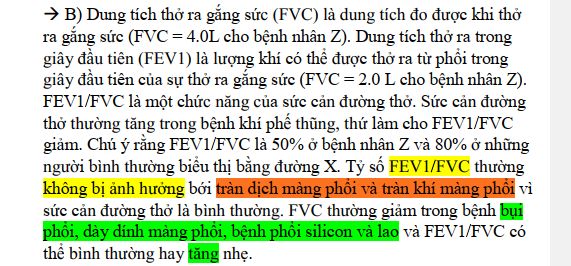 → B) Dung tích thở ra gắng sức (FVC) là dung tích đo được khi thở
ra gắng sức (FVC = 4.0L cho bệnh nhân Z). Dung tích thở ra trong
giây đầu tiên (FEV1) là lượng khí có thể được thở ra từ phổi trong
giây đầu tiên của sự thở ra gắng sức (FVC = 2.0 L cho bệnh nhân Z).
FEV1/FVC là một chức năng của sức cản đường thở. Sức cản đường
thở thường tăng trong bệnh khí phế thũng, thứ làm cho FEV1/FVC
giảm. Chú ý rằng FEV1/FVC là 50% ở bệnh nhân Z và 80% ở những
người bình thường biểu thị bằng đường X. Tỷ số FEV1/FVC thường
không bị ảnh hưởng bới tràn dịch màng phổi và tràn khí màng phổi vì
sức cản đường thở là bình thường. FVC thường giảm trong bệnh bụi
phổi, dày dính màng phổi, bệnh phổi silicon và lao và FEV1/FVC có
thể bình thường hay tăng nhẹ.